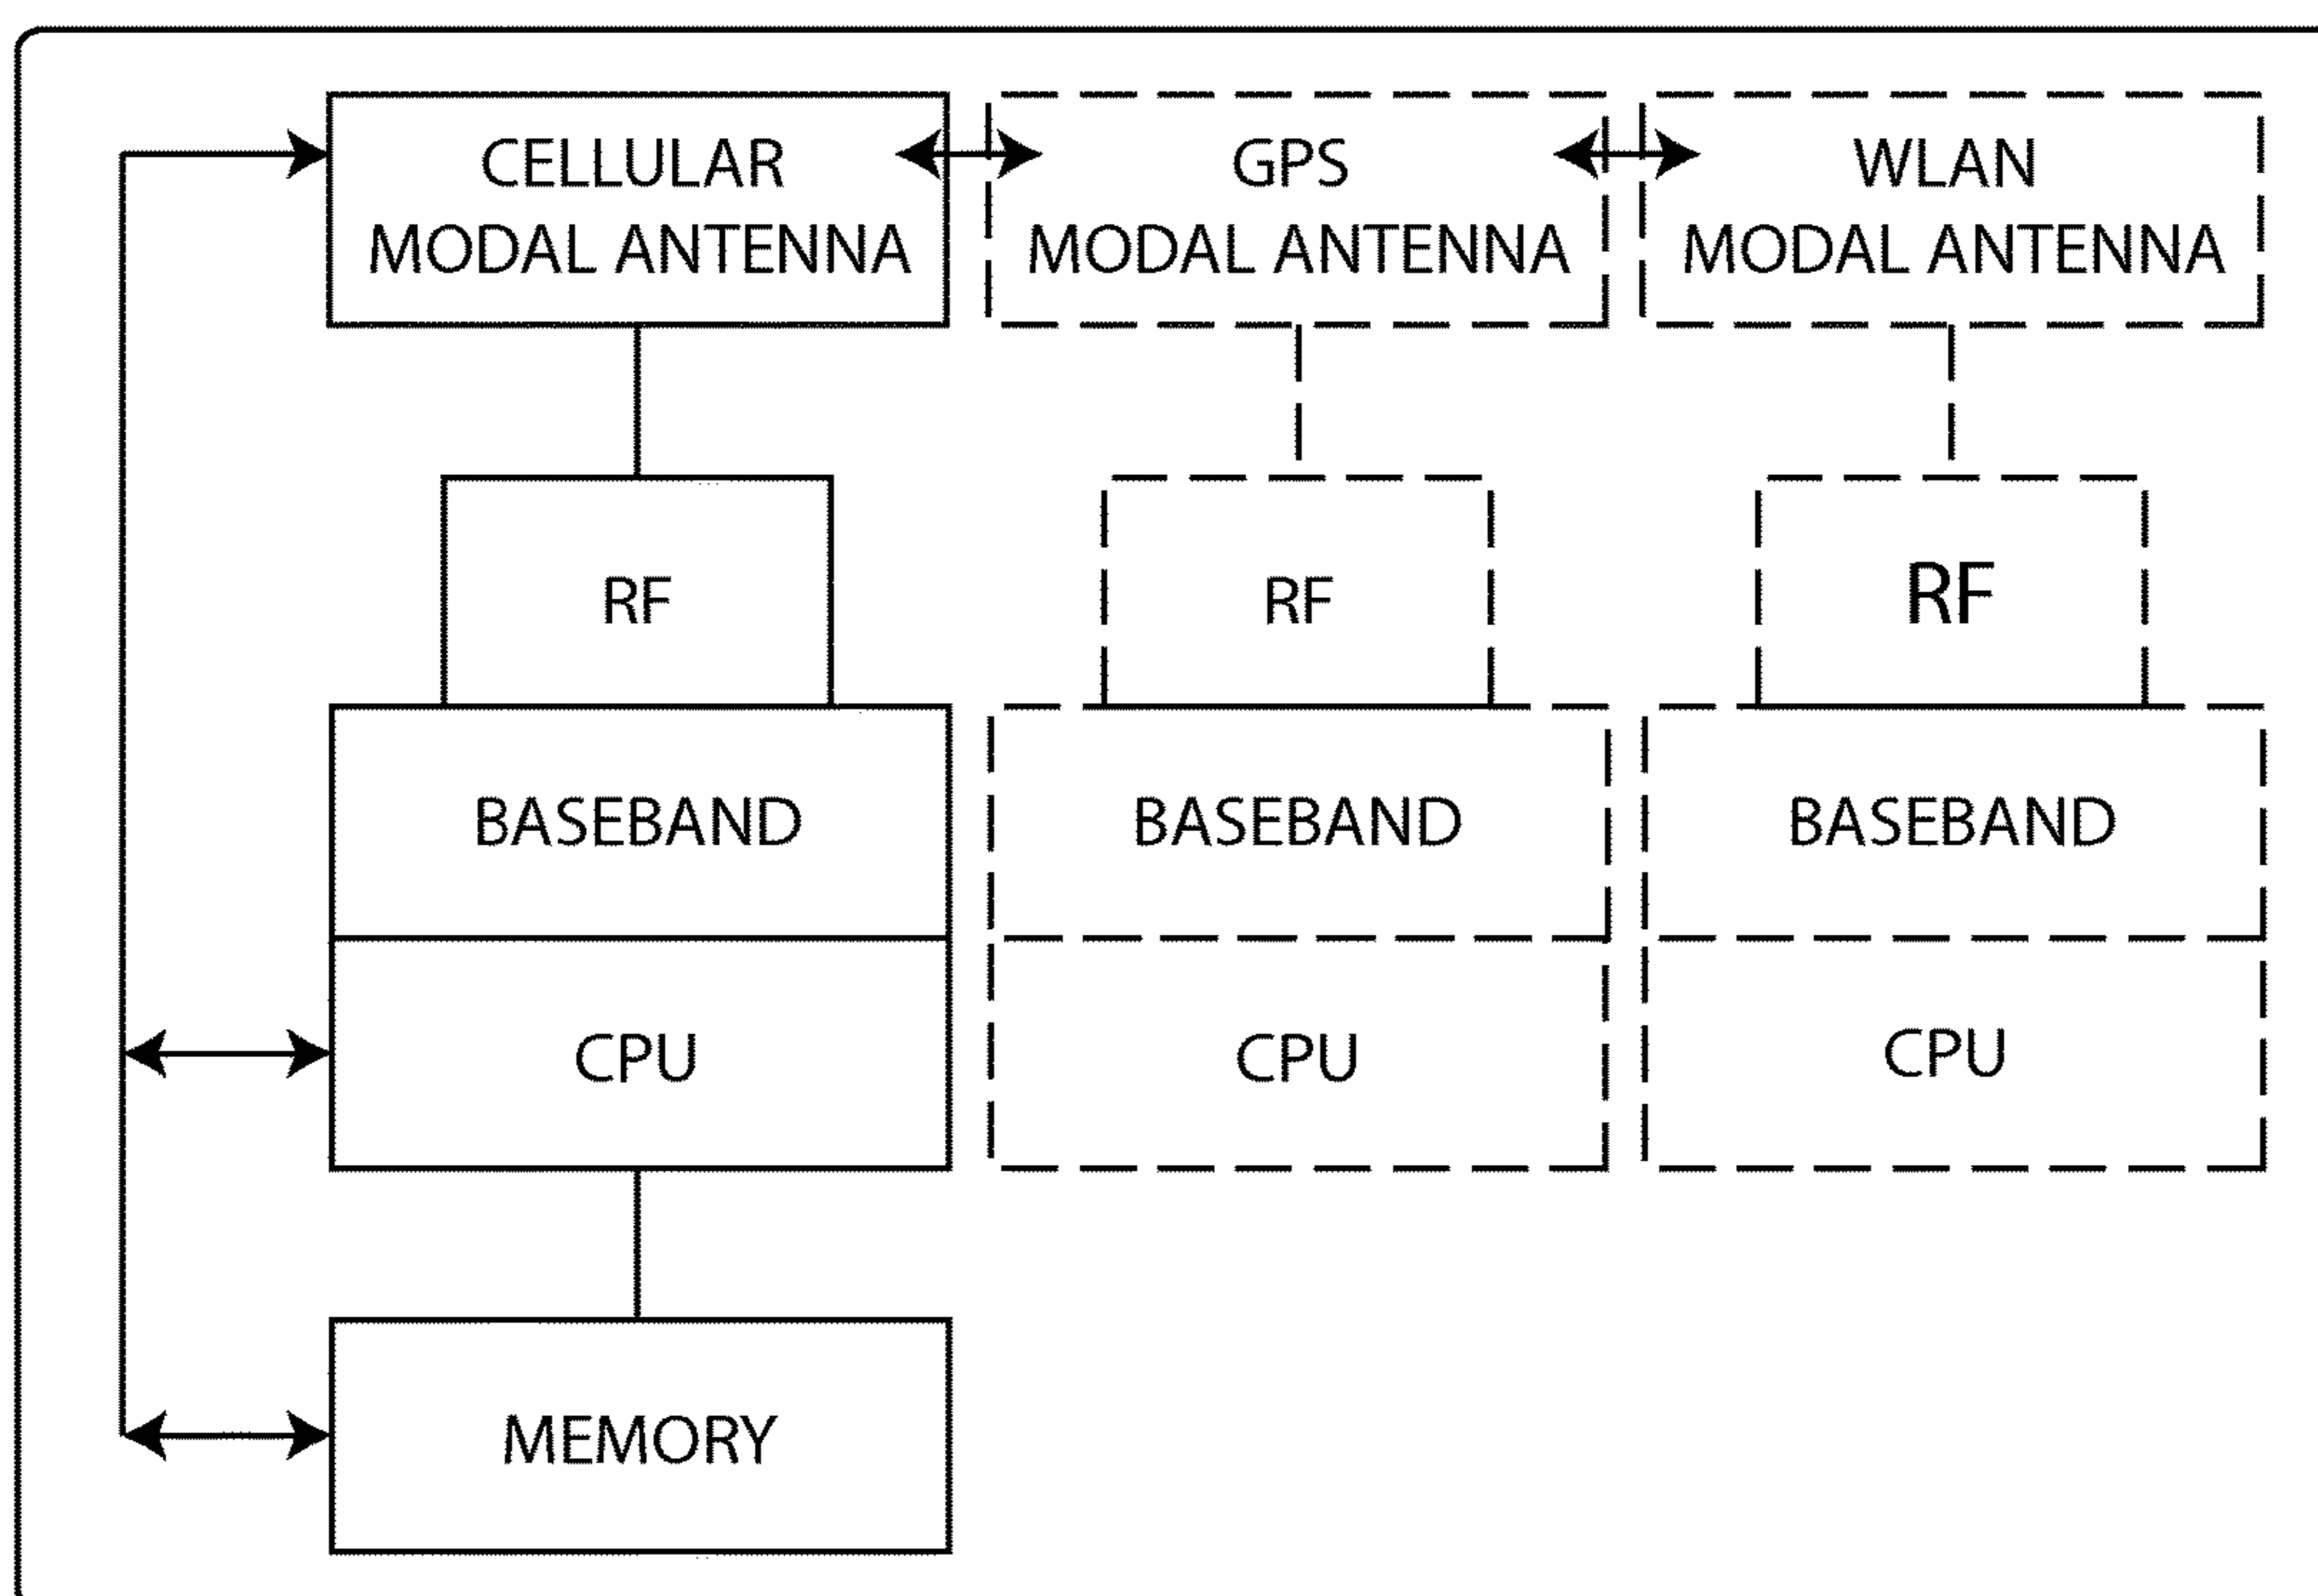 CELLULAR
MODAL ANTENNA
GPS
MODAL ANTENNA
WLAN
MODAL ANTENNA
RF
RF
RF
BASEBAND
BASEBAND
BASEBAND
CPU
CPU
CPU
MEMORY